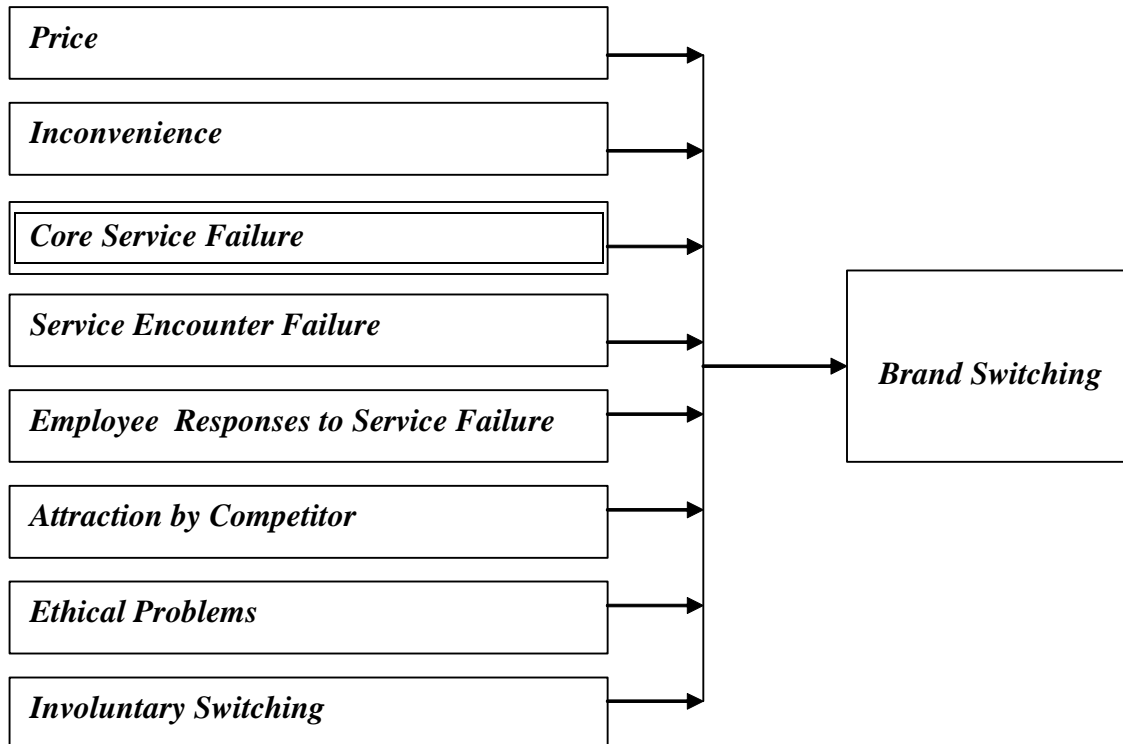 Price
Inconvenience
Core Service Failure
Service Encounter Failure
Employee Responses to Service Failure
Attraction by Competitor
Ethical Problems
Involuntary Switching
Brand Switching